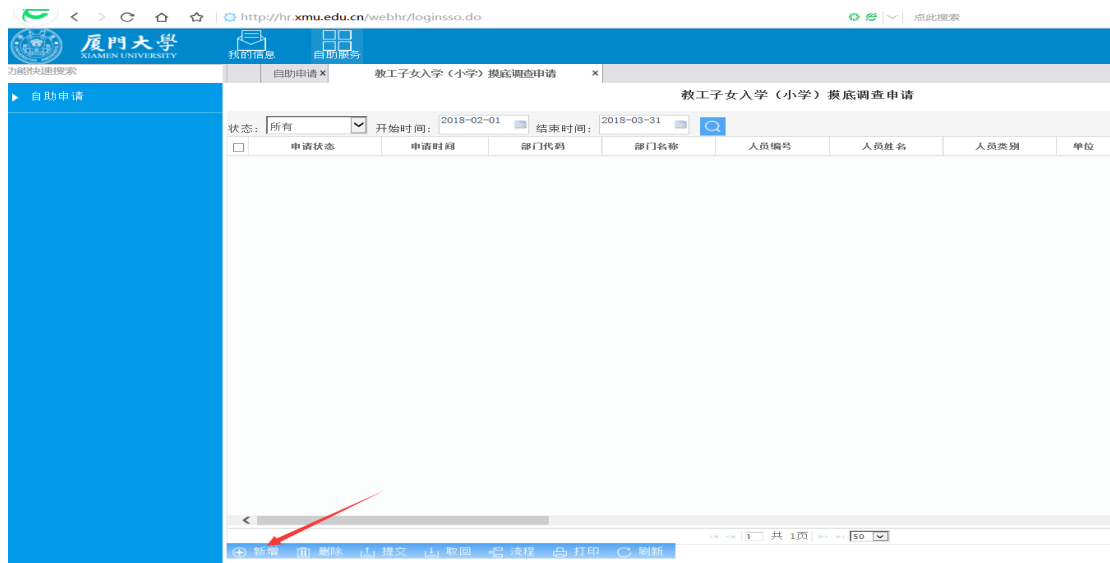 http://hr.xmu.edu.cn/webhr/loginsso.do 点此搜索
厦門大學
XIAMEN UNIVERSITY
我的信息 自助服务
功能快速搜索
自助申请× 教工子女入学（小学）摸底调查申请 ×
自助申请
教工子女入学（小学）摸底调查申请
状态： 所有 开始时间： 2018-02-01 结束时间： 2018-03-31
申请状态 申请时间 部门代码 部门名称 人员编号 人员姓名 人员类别 单位
1 共 1页 50
新增 删除 提交 取回 流程 打印 刷新